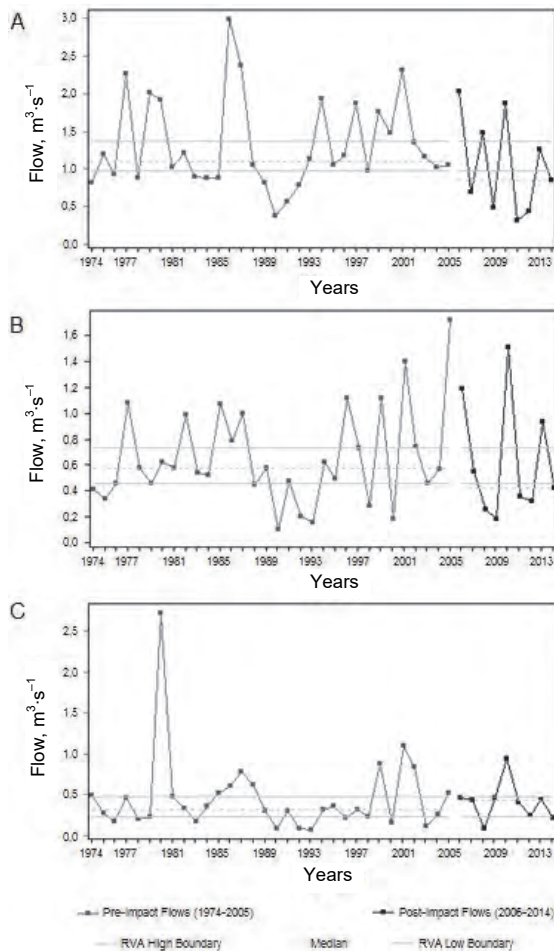 A
3,0
2,5
2,0
1,5
1,0
0,5
0,0
Flow, m³·s⁻¹
1974 1977 1981 1985 1989 1993 1997 2001 2005 2009 2013
Years
B
1,6
1,4
1,2
1,0
0,8
0,6
0,4
0,2
0,0
Flow, m³·s⁻¹
1974 1977 1981 1985 1989 1993 1997 2001 2005 2009 2013
Years
C
2,5
2,0
1,5
1,0
0,5
0,0
Flow, m³·s⁻¹
1974 1977 1981 1985 1989 1993 1997 2001 2005 2009 2013
Years
Pre-Impact Flows (1974-2005) Post-Impact Flows (2006-2014)
RVA High Boundary Median RVA Low Boundary